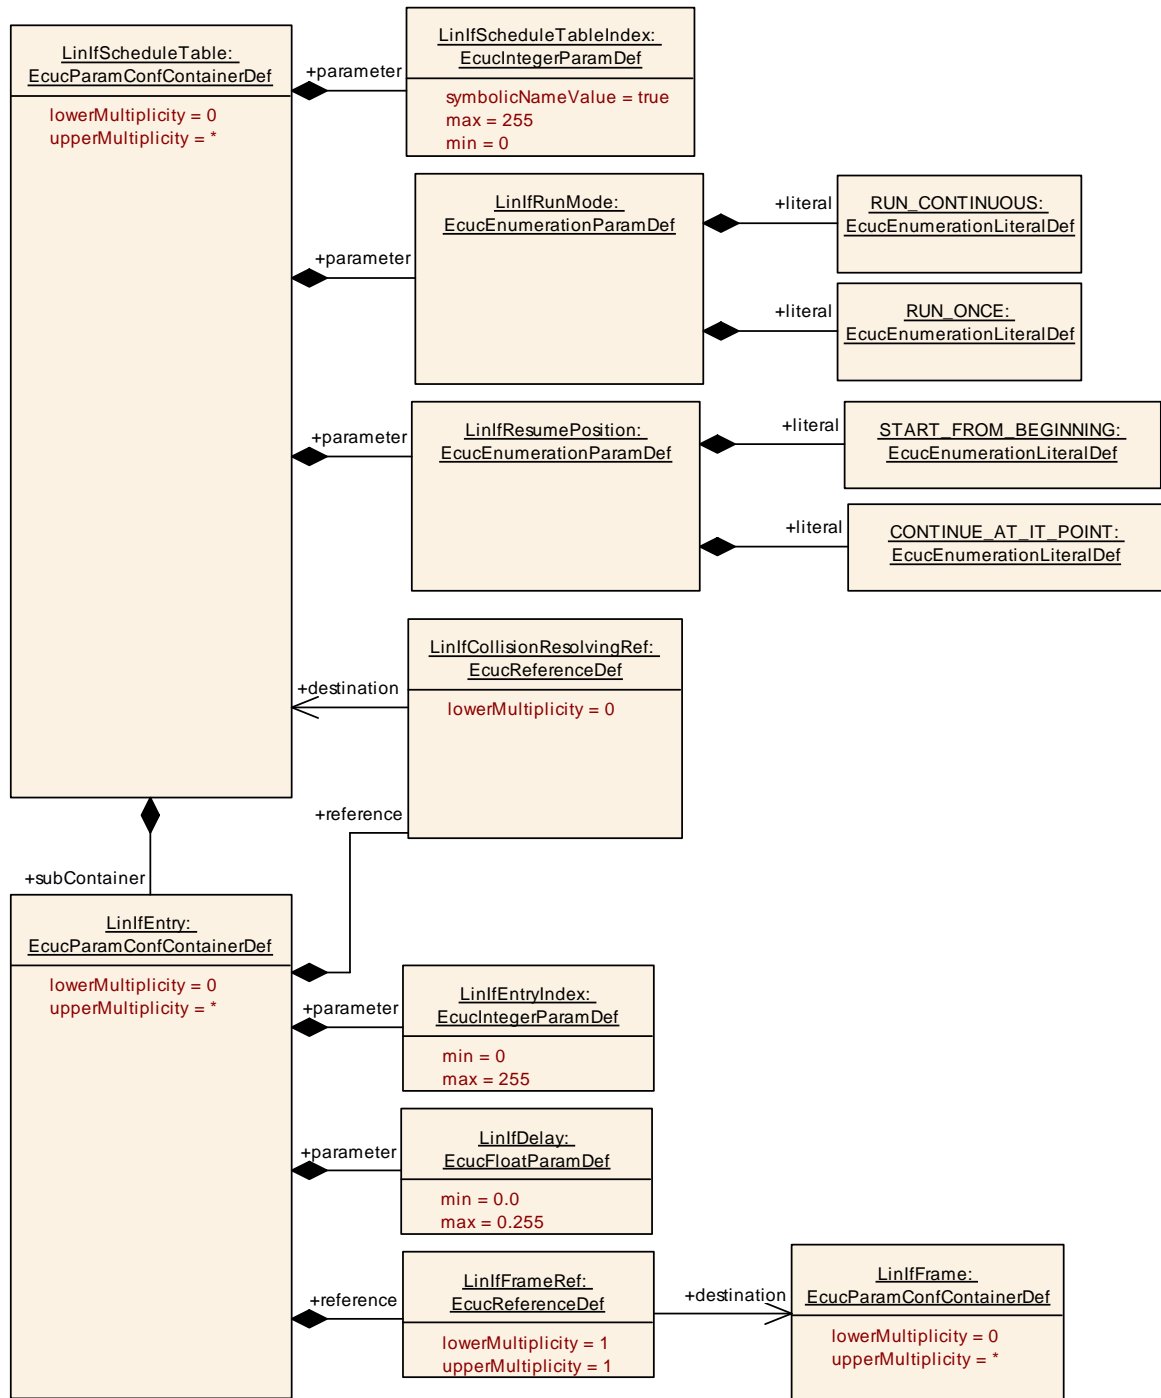 LinIfScheduleTable:
EcucParamConfContainerDef
lowerMultiplicity = 0
upperMultiplicity = *
+parameter
LinIfScheduleTableIndex:
EcucIntegerParamDef
symbolicNameValue = true
max = 255
min = 0
+parameter
LinIfRunMode:
EcucEnumerationParamDef
+literal
RUN_CONTINUOUS:
EcucEnumerationLiteralDef
+literal
RUN_ONCE:
EcucEnumerationLiteralDef
+parameter
LinIfResumePosition:
EcucEnumerationParamDef
+literal
START_FROM_BEGINNING:
EcucEnumerationLiteralDef
+literal
CONTINUE_AT_IT_POINT:
EcucEnumerationLiteralDef
+destination
LinIfCollisionResolvingRef:
EcucReferenceDef
lowerMultiplicity = 0
+reference
+subContainer
LinIfEntry:
EcucParamConfContainerDef
lowerMultiplicity = 0
upperMultiplicity = *
+parameter
LinIfEntryIndex:
EcucIntegerParamDef
min = 0
max = 255
+parameter
LinIfDelay:
EcucFloatParamDef
min = 0.0
max = 0.255
+reference
LinIfFrameRef:
EcucReferenceDef
lowerMultiplicity = 1
upperMultiplicity = 1
+destination
LinIfFrame:
EcucParamConfContainerDef
lowerMultiplicity = 0
upperMultiplicity = *